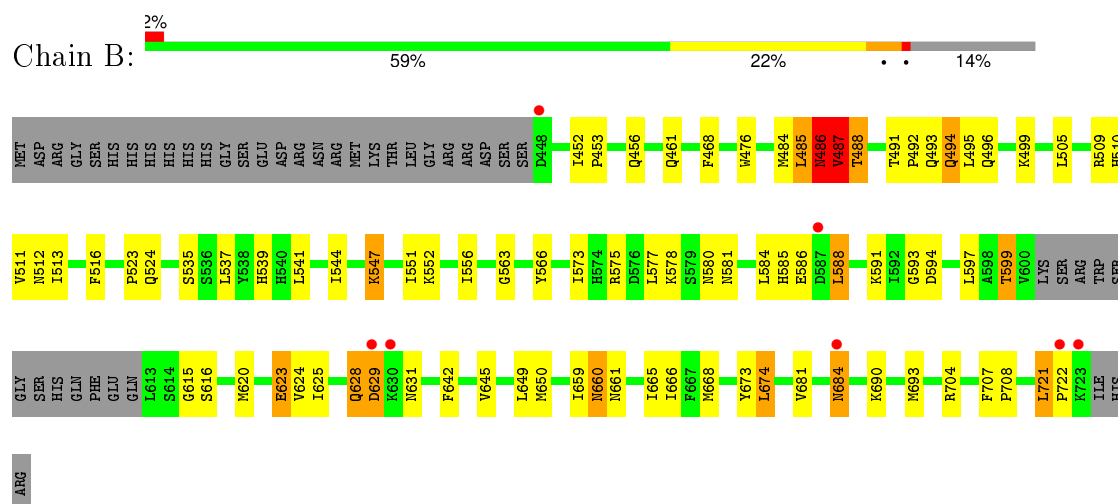 2%
Chain B:
59% 22% • • 14%
MET ASP ARG GLY SER HIS HIS HIS HIS HIS HIS GLY SER GLU ASP ARG ASN ARG MET LYS THR LEU GLY ARG ARG ASP SER SER D448 I452 P453 Q456 Q461 F468 W476 M484 L485 N486 V487 T488 T491 P492 Q493 Q494 L495 Q496 K499 L505 R509 H510
V511 N512 I513 F516 P523 Q524 S535 S536 L537 Y538 H539 H540 L541 I544 K547 I551 K552 I556 G563 Y566 I573 H574 R575 D576 L577 K578 S579 N580 N581 L584 H585 E586 D587 L588 K591 I592 G593 D594 L597 A598 T599 V600 LYS SER ARG TRP SER
GLY SER HIS GLN PHE GLU GLN L613 S614 G615 S616 M620 E623 V624 I625 Q628 D629 K630 N631 F642 V645 L649 M650 I659 N660 N661 I665 I666 F667 M668 Y673 L674 V681 N684 K690 M693 R704 F707 P708 L721 P722 K723 ILE HIS
ARG